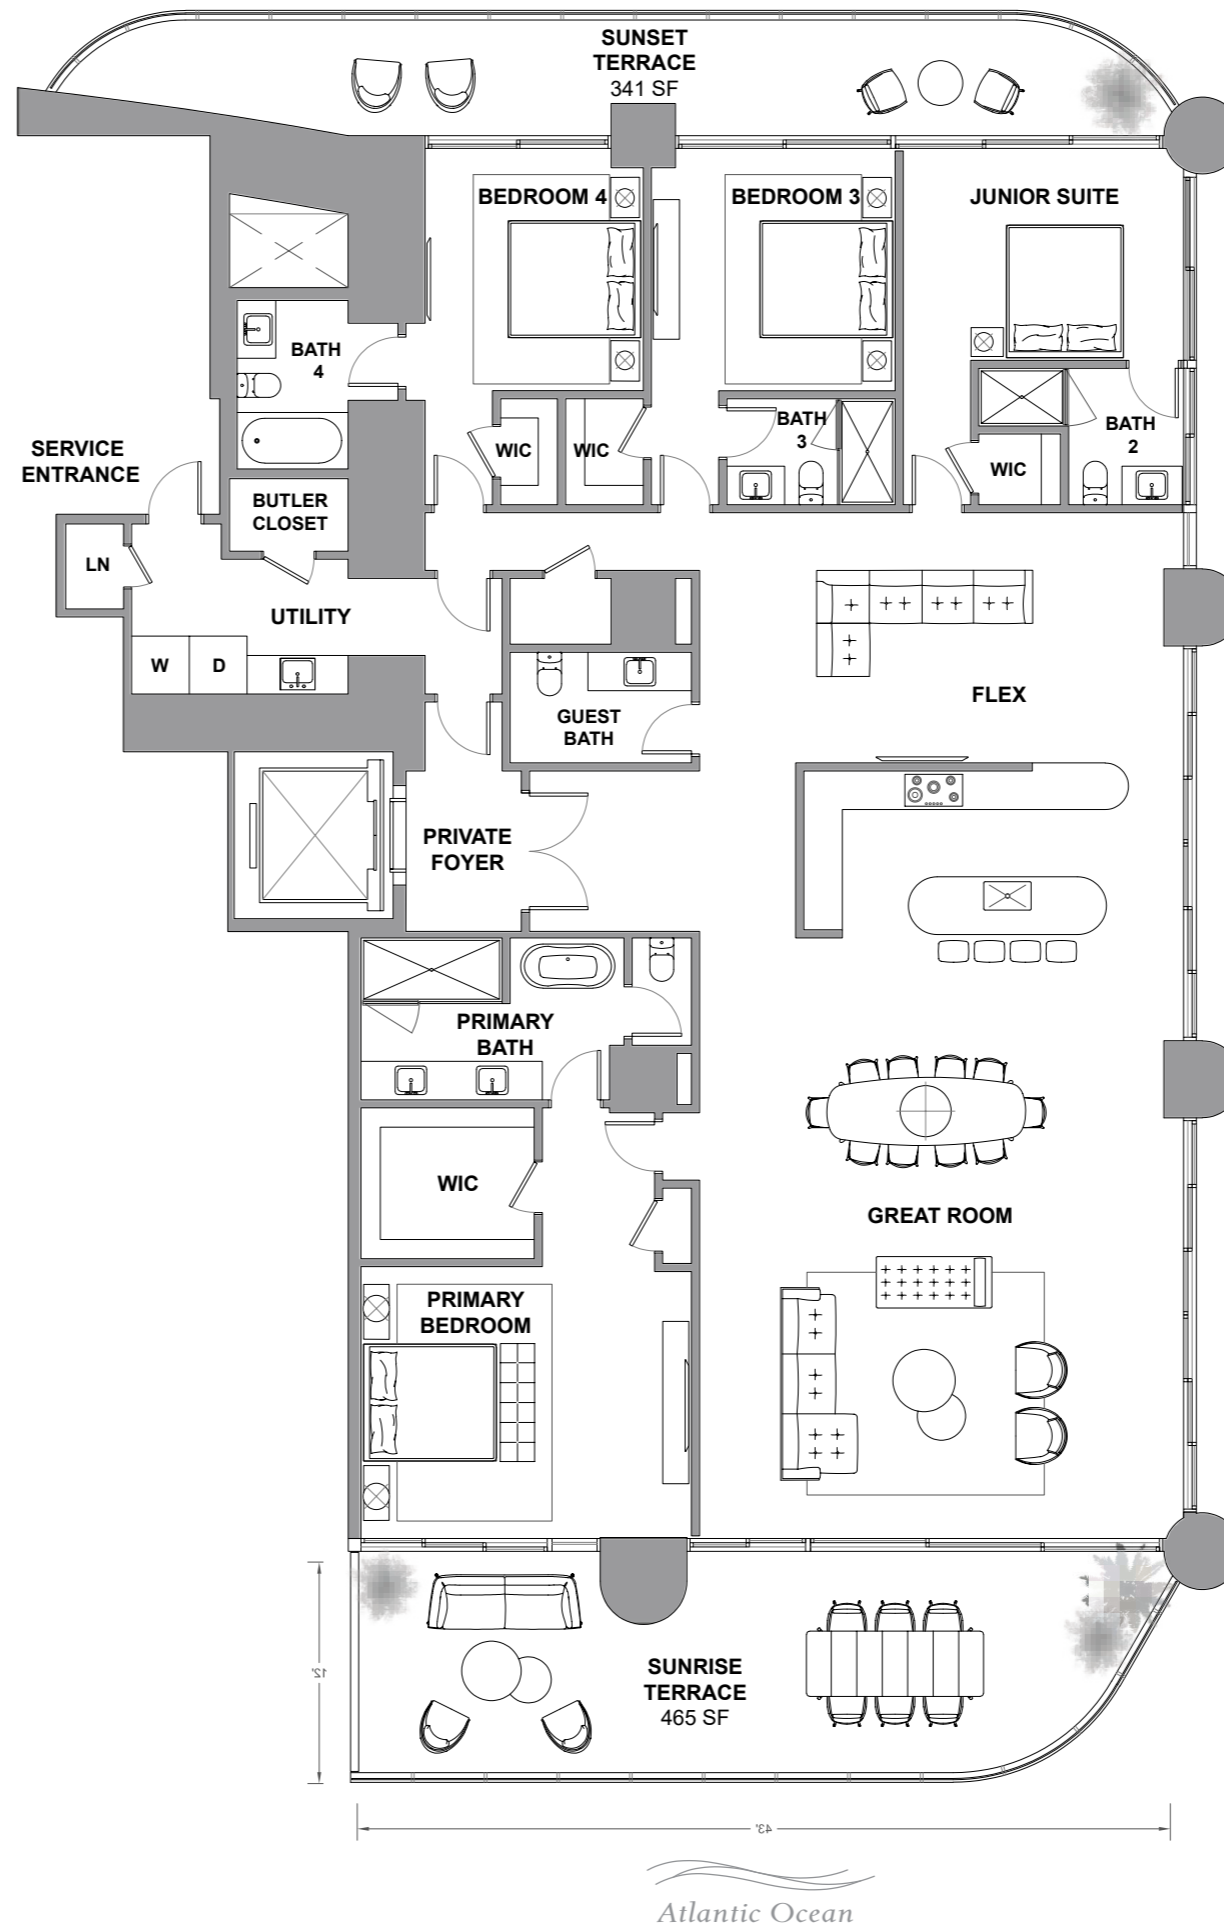 SUNSET
TERRACE
341 SF
BEDROOM 4
BEDROOM 3
JUNIOR SUITE
BATH
4
WIC
WIC
BATH
3
BATH
2
WIC
SERVICE
ENTRANCE
BUTLER
CLOSET
LN
UTILITY
W
D
GUEST
BATH
FLEX
PRIVATE
FOYER
PRIMARY
BATH
WIC
GREAT ROOM
PRIMARY
BEDROOM
SUNRISE
TERRACE
465 SF
12'
43'
Atlantic Ocean